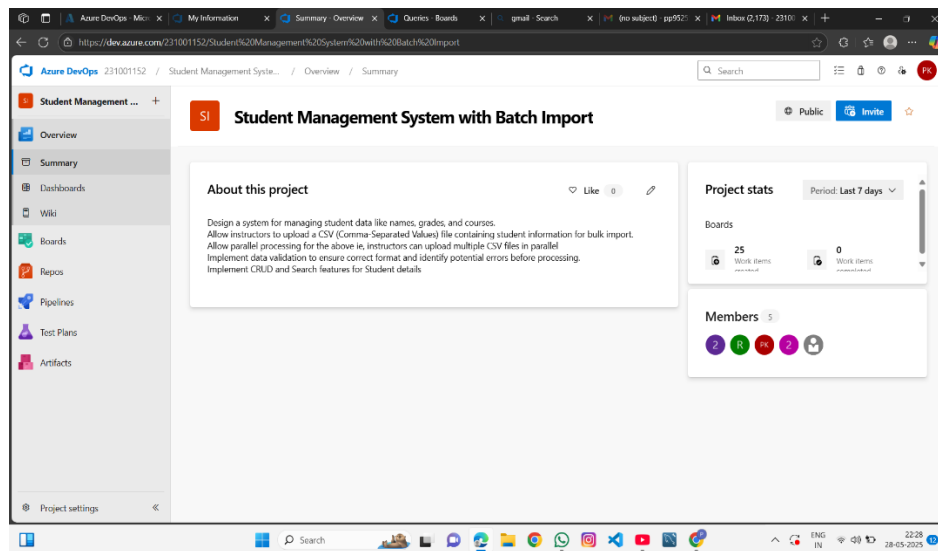 Azure DevOps - Micr
My Information
Summary - Overview
Queries - Boards
gmail - Search
(no subject) - pp9525
Inbox (2,173) - 23100
https://dev.azure.com/231001152/Student%20Management%20System%20with%20Batch%20Import
Azure DevOps 231001152 / Student Management Syste... / Overview / Summary
Search
PK
Student Management ... +
SI
Student Management System with Batch Import
Public
Invite
Overview
Summary
Dashboards
Wiki
Boards
Repos
Pipelines
Test Plans
Artifacts
Project settings
About this project
Like 0
Design a system for managing student data like names, grades, and courses.
Allow instructors to upload a CSV (Comma-Separated Values) file containing student information for bulk import.
Allow parallel processing for the above ie, instructors can upload multiple CSV files in parallel
Implement data validation to ensure correct format and identify potential errors before processing.
Implement CRUD and Search features for Student details
Project stats
Period: Last 7 days
Boards
25
Work items
created
0
Work items
completed
Members 5
2 R PK 2
Search
ENG
IN
22:28
28-05-2025
12